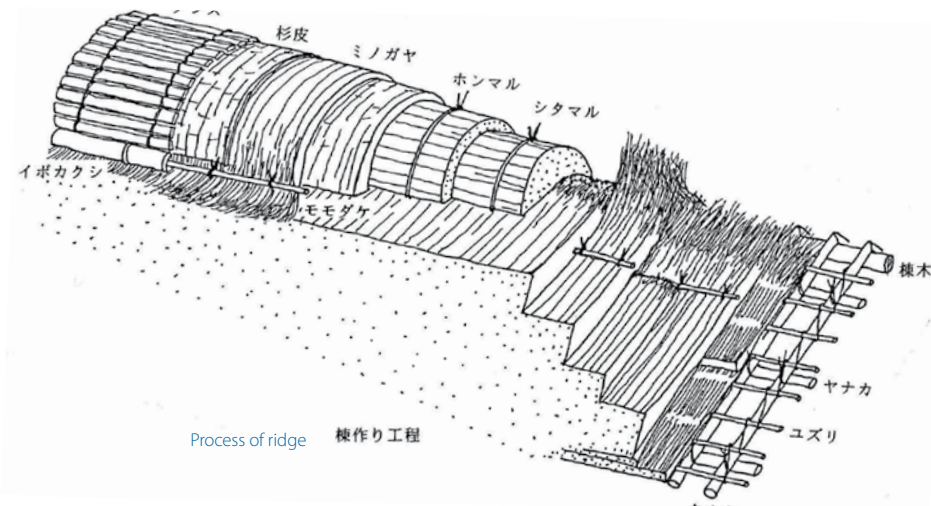 杉皮
ミノガヤ
ホンマル
シタマル
イボカクシ
モモダケ
棟木
ヤナカ
ユズリ
Process of ridge
棟作り工程